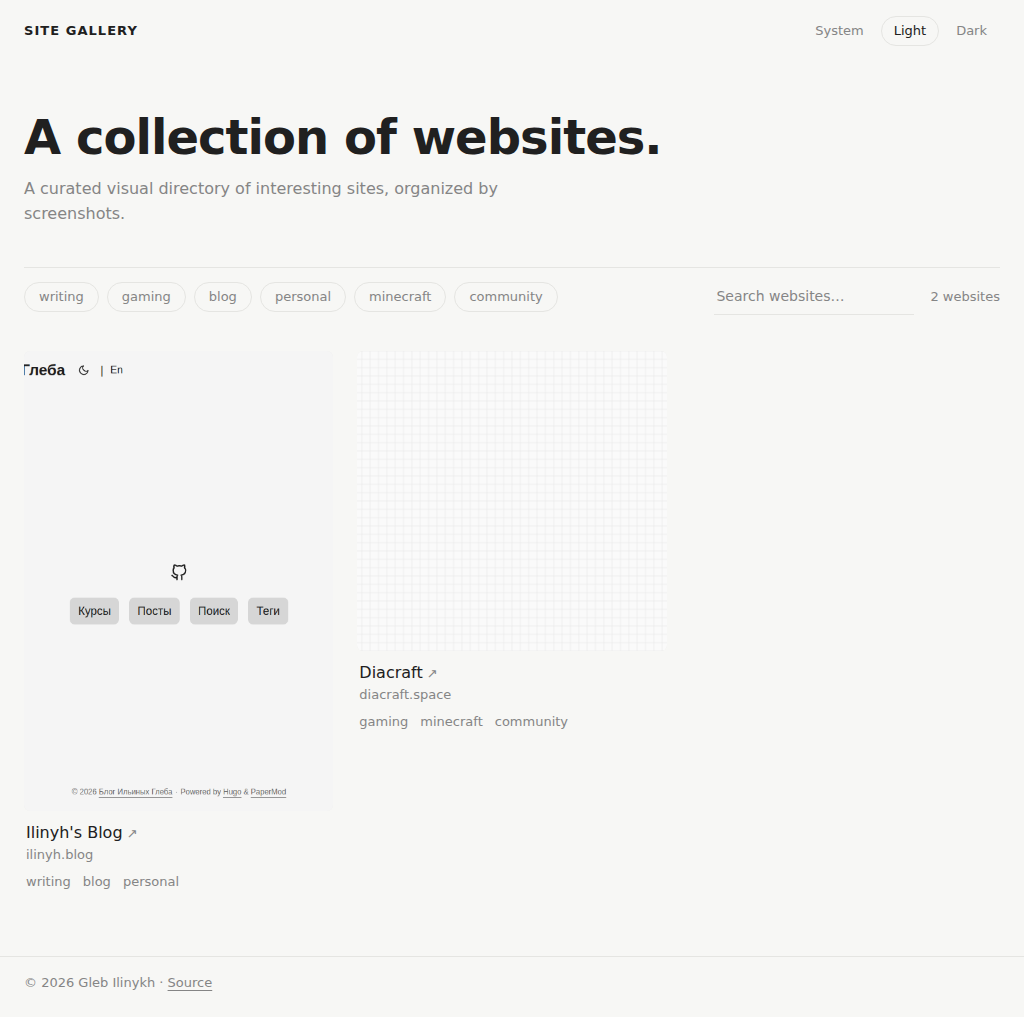 SITE GALLERY
System Light Dark
A collection of websites.
A curated visual directory of interesting sites, organized by
screenshots.
writing gaming blog personal minecraft community
Search websites...
2 websites
Глеба | En
Курсы Посты Поиск Теги
© 2026 Блог Ильиных Глеба · Powered by Hugo & PaperMod
Ilinyh's Blog ↗
ilinyh.blog
writing blog personal
Diacraft ↗
diacraft.space
gaming minecraft community
© 2026 Gleb Ilinykh · Source